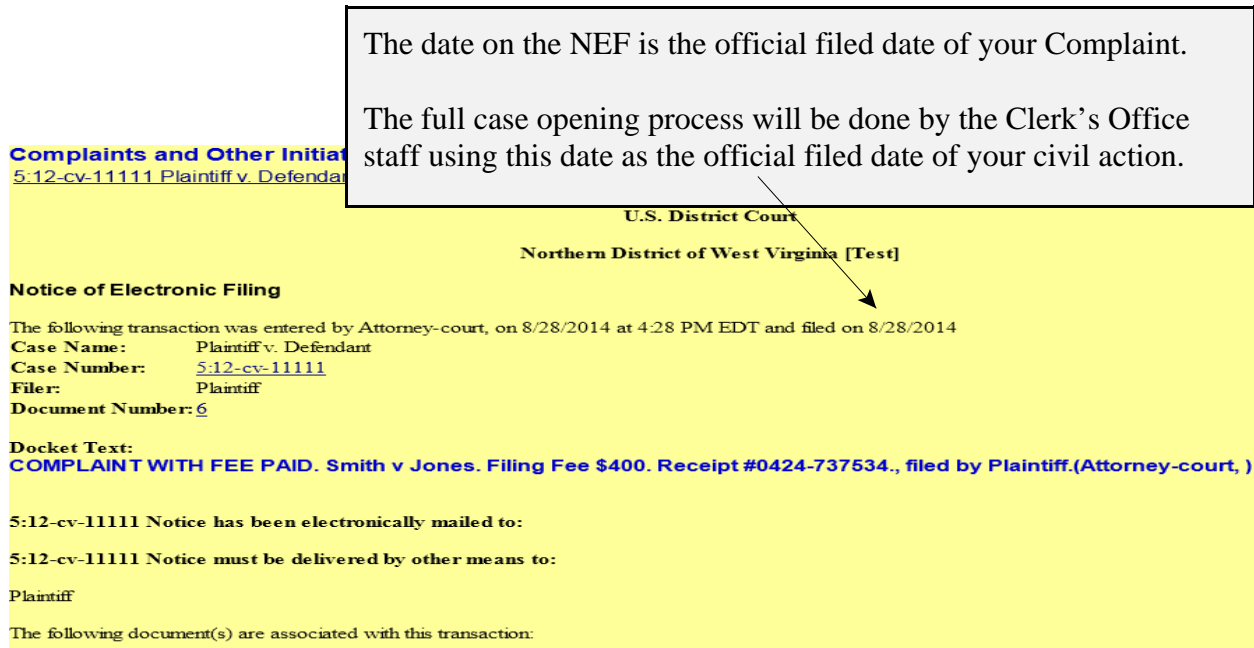 The date on the NEF is the official filed date of your Complaint.
The full case opening process will be done by the Clerk's Office
staff using this date as the official filed date of your civil action.
Complaints and Other
5:12-cv-11111 Plaintiff v.
U.S. District Court
Northern District of West Virginia [Test]
Notice of Electronic Filing
The following transaction was entered by Attorney-court, on 8/28/2014 at 4:28 PM EDT and filed on 8/28/2014
Case Name: Plaintiff v. Defendant
Case Number: 5:12-cv-11111
Filer: Plaintiff
Document Number: 6
Docket Text:
COMPLAINT WITH FEE PAID. Smith v Jones. Filing Fee $400. Receipt #0424-737534., filed by Plaintiff.(Attorney-court, )
5:12-cv-11111 Notice has been electronically mailed to:
5:12-cv-11111 Notice must be delivered by other means to:
Plaintiff
The following document(s) are associated with this transaction: